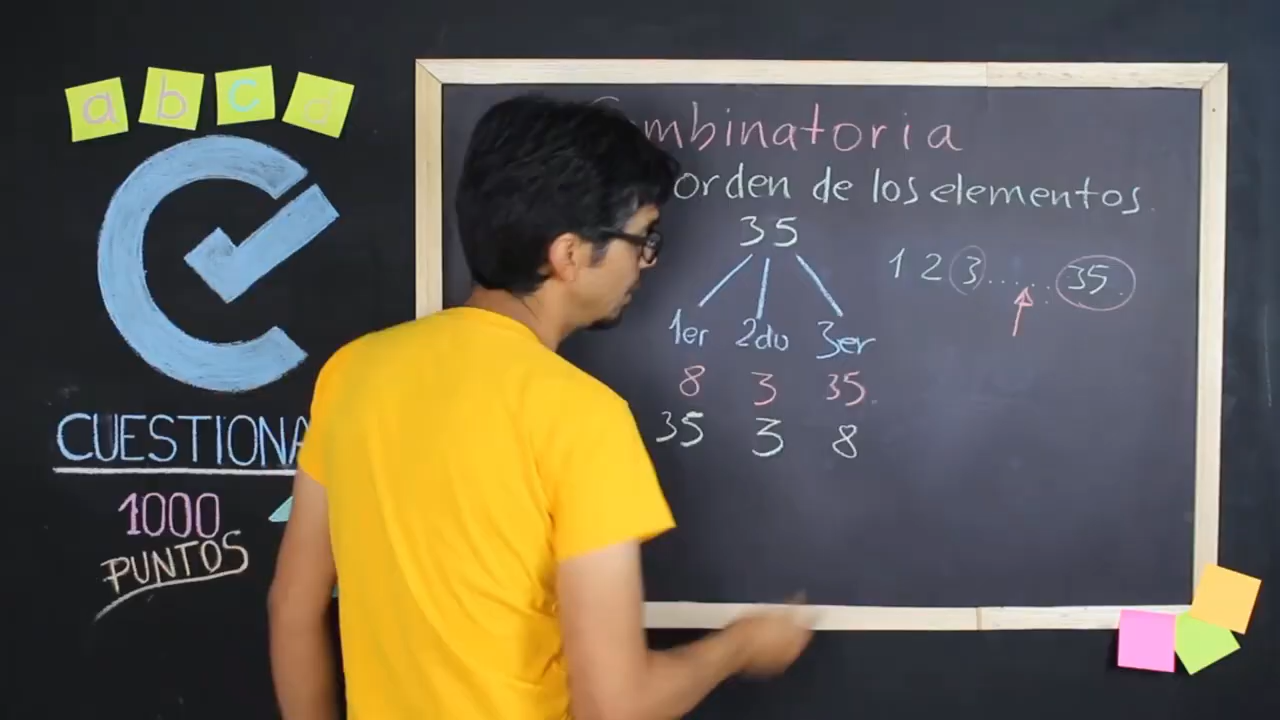 a b c d
CUESTIONA
1000
PUNTOS
mbinatoria
orden de los elementos.
35
1 2 3...... 35
1er 2do 3er
8 3 35.
35 3 8